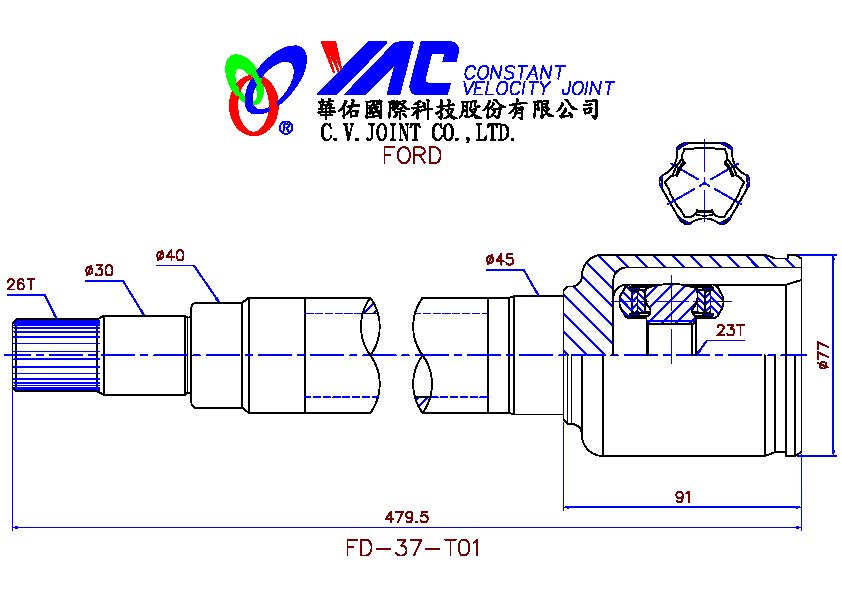 YAC CONSTANT
VELOCITY JOINT
華佑國際科技股份有限公司
® C.V.JOINT CO.,LTD.
FORD
ø40
ø45
ø30
26T
23T
ø77
91
479.5
FD-37-T01